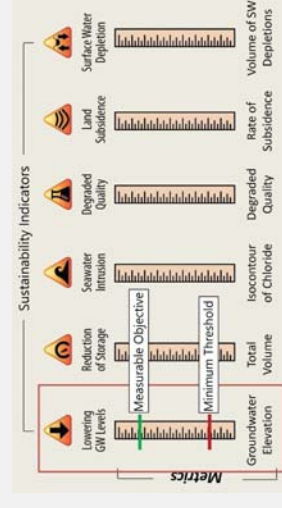 Sustainability Indicators
Lowering
GW Levels
Reduction
of Storage
Seawater
Intrusion
Degraded
Quality
Land
Subsidence
Surface Water
Depletion
Measurable Objective
Minimum Threshold
Metrics
Groundwater
Elevation
Total
Volume
Isocontour
of Chloride
Degraded
Quality
Rate of
Subsidence
Volume of SW
Depletions